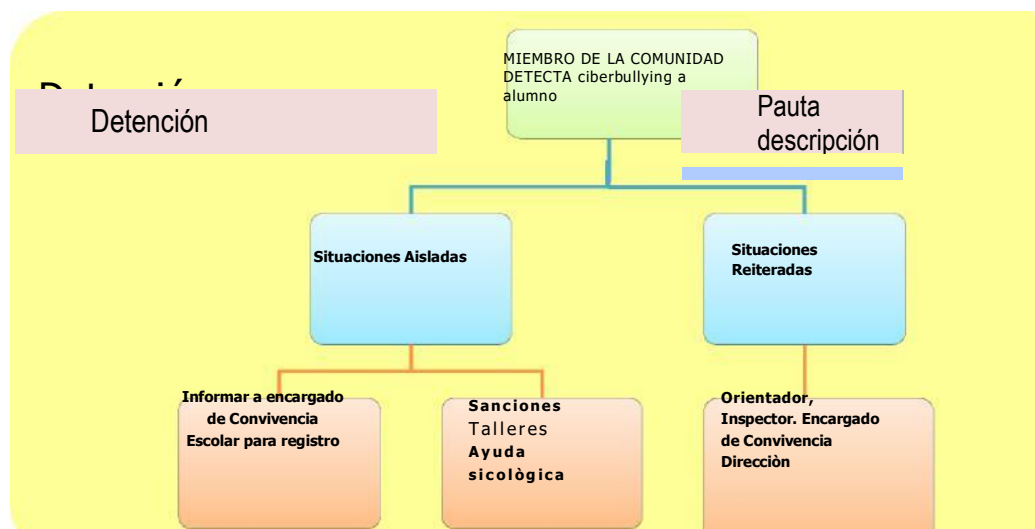 MIEMBRO DE LA COMUNIDAD
DETECTA ciberbullying a
alumno
Detención
Pauta
descripción
Situaciones Aisladas
Situaciones
Reiteradas
Informar a encargado
de Convivencia
Escolar para registro
Sanciones
Talleres
Ayuda
sicològica
Orientador,
Inspector. Encargado
de Convivencia
Direcciòn